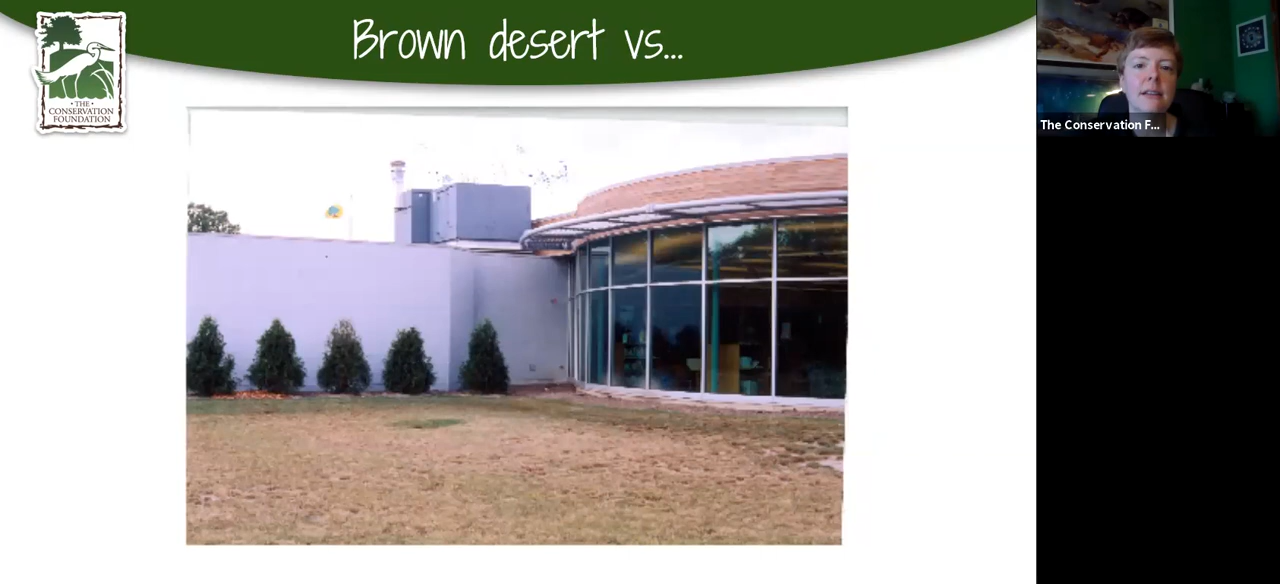 Brown desert vs...
• THE •
CONSERVATION
FOUNDATION
The Conservation F...